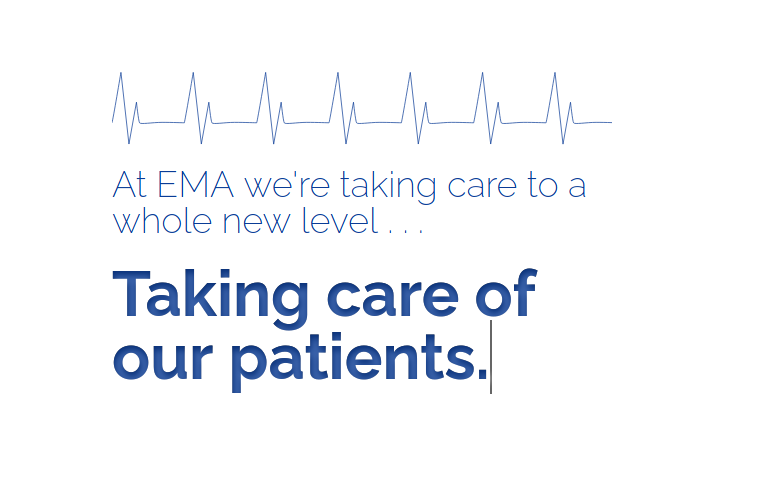 At EMA we're taking care to a
whole new level . . .
Taking care of
our patients.